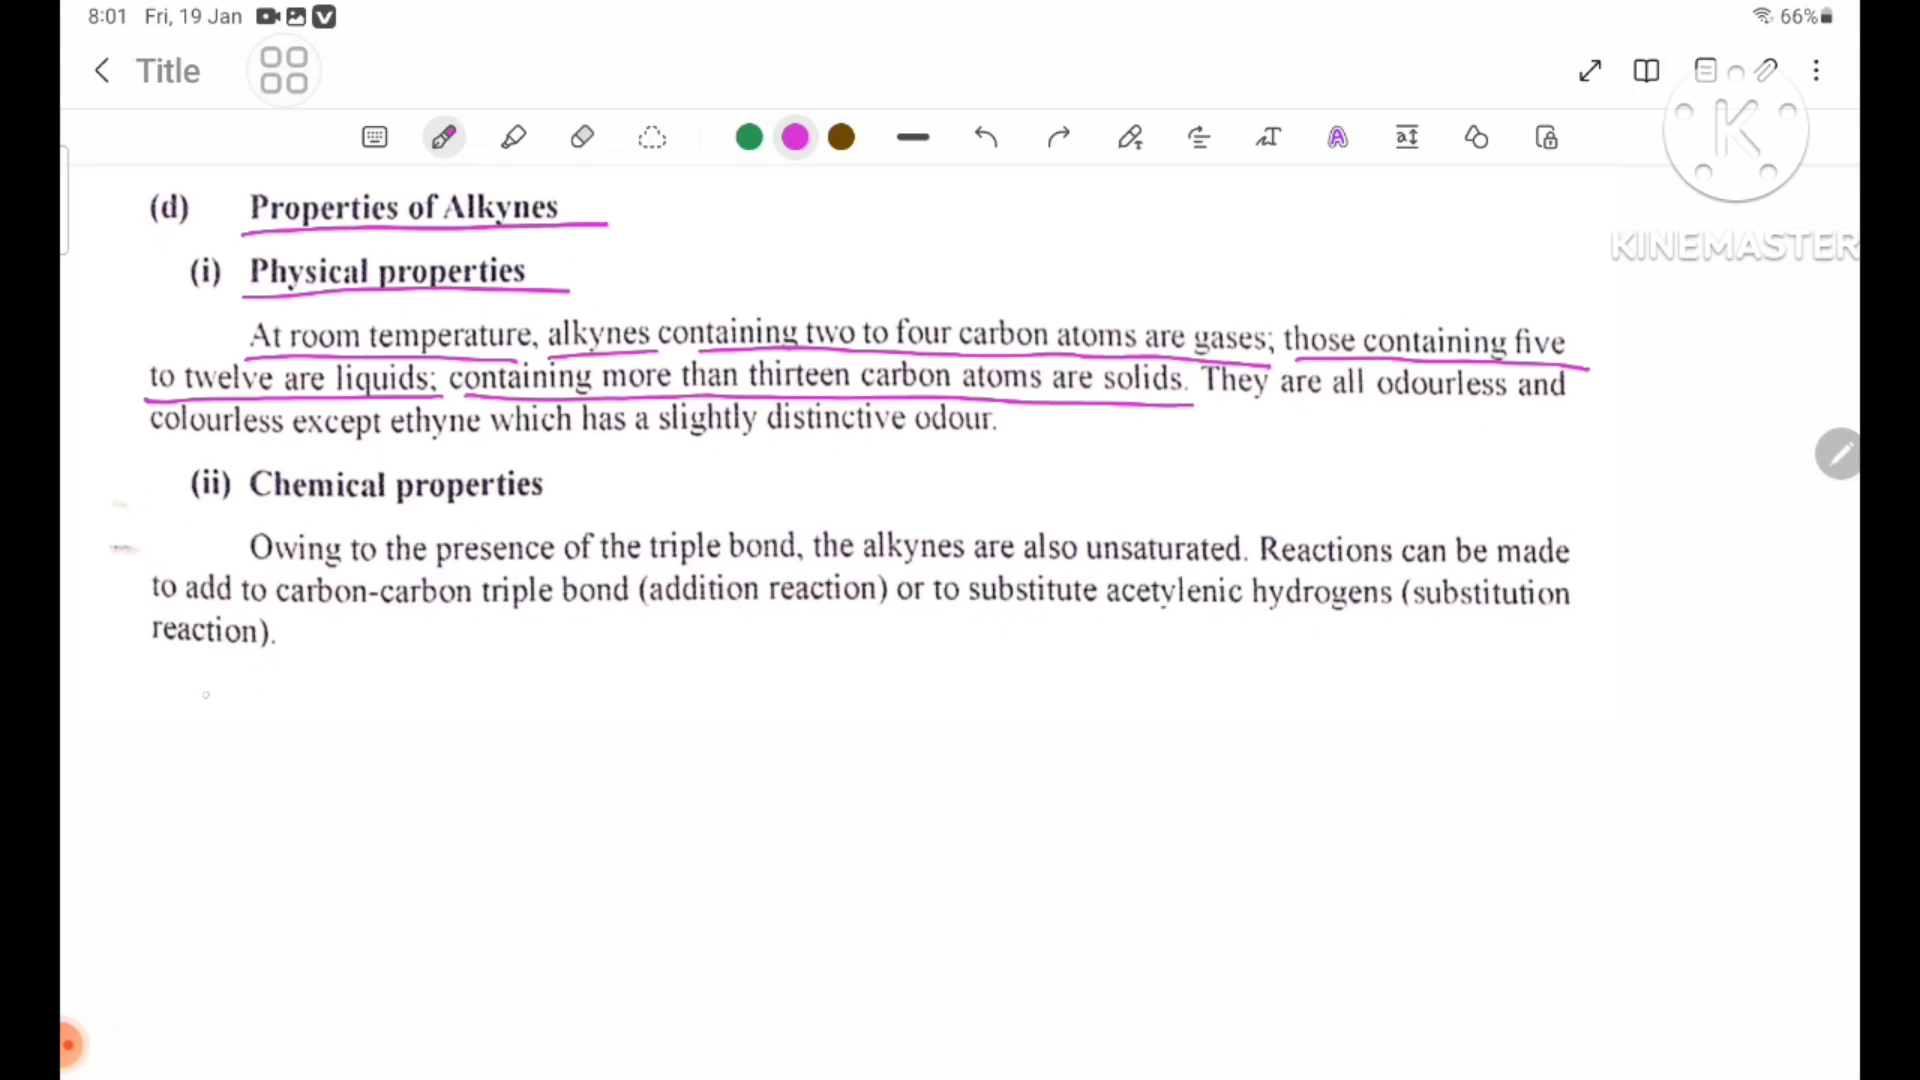 8:01 Fri, 19 Jan
66%
Title
KINEMASTER
(d) Properties of Alkynes
(i) Physical properties
At room temperature, alkynes containing two to four carbon atoms are gases; those containing five
to twelve are liquids; containing more than thirteen carbon atoms are solids. They are all odourless and
colourless except ethyne which has a slightly distinctive odour.
(ii) Chemical properties
Owing to the presence of the triple bond, the alkynes are also unsaturated. Reactions can be made
to add to carbon-carbon triple bond (addition reaction) or to substitute acetylenic hydrogens (substitution
reaction).